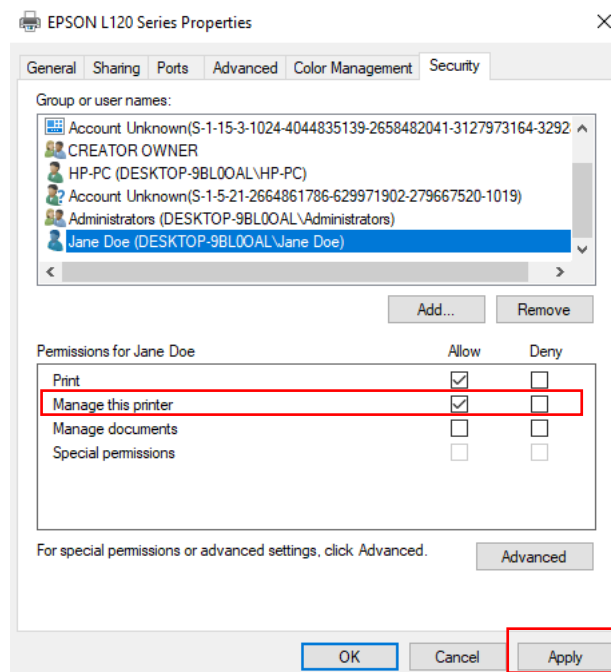 EPSON L120 Series Properties
General Sharing Ports Advanced Color Management Security
Group or user names:
Account Unknown(S-1-15-3-1024-4044835139-2658482041-3127973164-3292
CREATOR OWNER
HP-PC (DESKTOP-9BL0OAL\HP-PC)
Account Unknown(S-1-5-21-2664861786-629971902-279667520-1019)
Administrators (DESKTOP-9BL0OAL\Administrators)
Jane Doe (DESKTOP-9BL0OAL\Jane Doe)
Add... Remove
Permissions for Jane Doe Allow Deny
Print
Manage this printer
Manage documents
Special permissions
For special permissions or advanced settings, click Advanced. Advanced
OK Cancel Apply